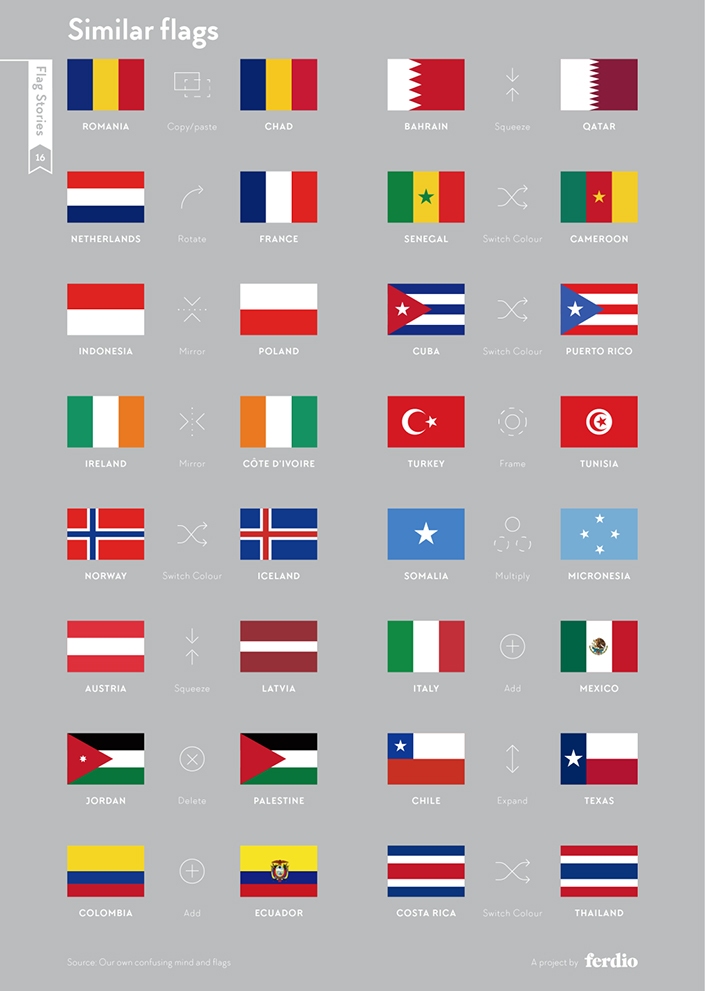 Similar flags
Flag Stories
16
ROMANIA Copy/paste CHAD BAHRAIN Squeeze QATAR
NETHERLANDS Rotate FRANCE SENEGAL Switch Colour CAMEROON
INDONESIA Mirror POLAND CUBA Switch Colour PUERTO RICO
IRELAND Mirror CÔTE D'IVOIRE TURKEY Frame TUNISIA
NORWAY Switch Colour ICELAND SOMALIA Multiply MICRONESIA
AUSTRIA Squeeze LATVIA ITALY Add MEXICO
JORDAN Delete PALESTINE CHILE Expand TEXAS
COLOMBIA Add ECUADOR COSTA RICA Switch Colour THAILAND
Source: Our own confusing mind and flags A project by ferdio